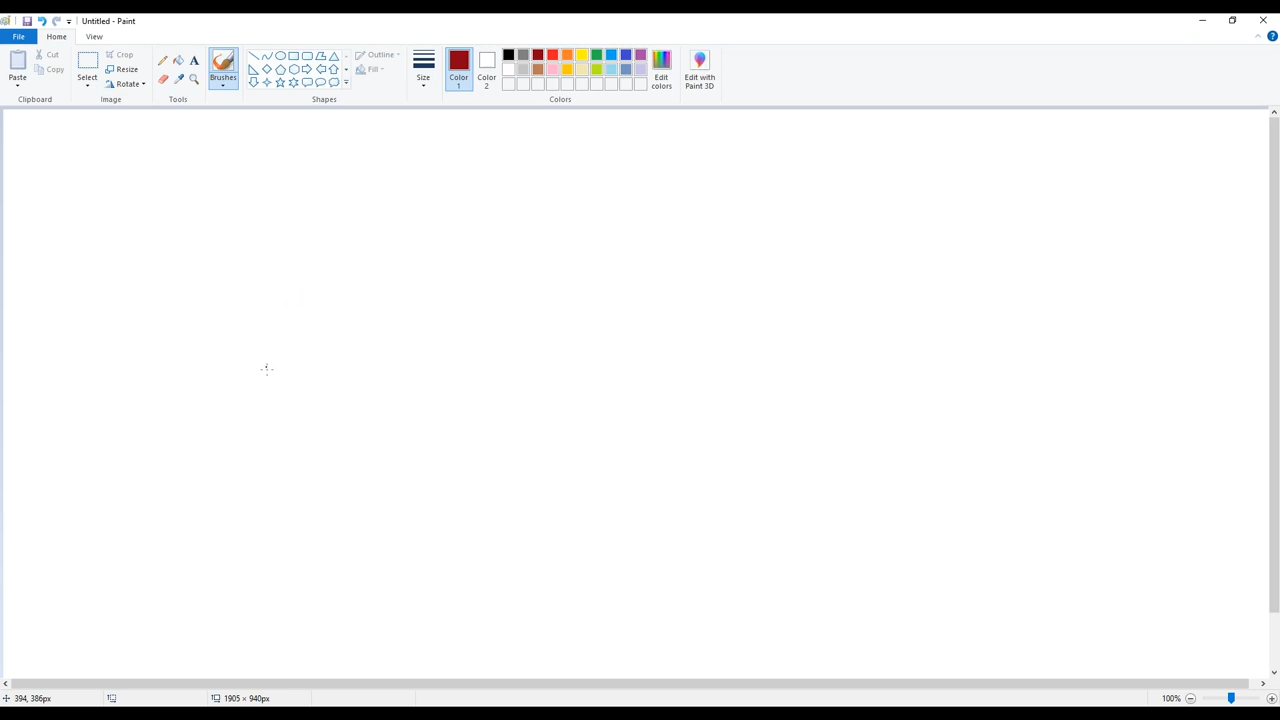 Untitled - Paint
File Home View
Paste
Cut
Copy
Clipboard
Select
Crop
Resize
Rotate
Image
A
Tools
Brushes
Shapes
Outline
Fill
Size
Color 1
Color 2
Edit colors
Colors
Edit with Paint 3D
394, 386px
1905 × 940px
100%